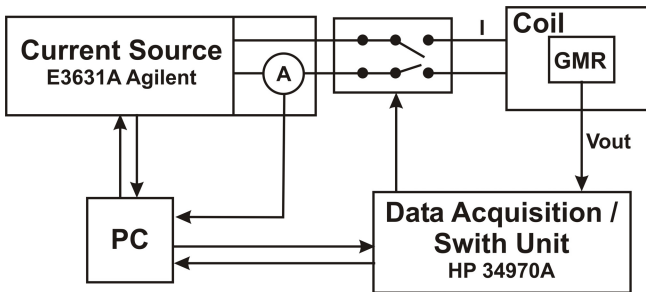 Current Source
E3631A Agilent
A
I
Coil
GMR
Vout
PC
Data Acquisition /
Swith Unit
HP 34970A